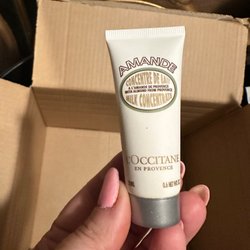 AMANDE
CONCENTRÉ DE LAIT
À L'AMANDE DE PROVENCE
WITH ALMOND FROM PROVENCE
MILK CONCENTRATE
L'OCCITANE
EN PROVENCE